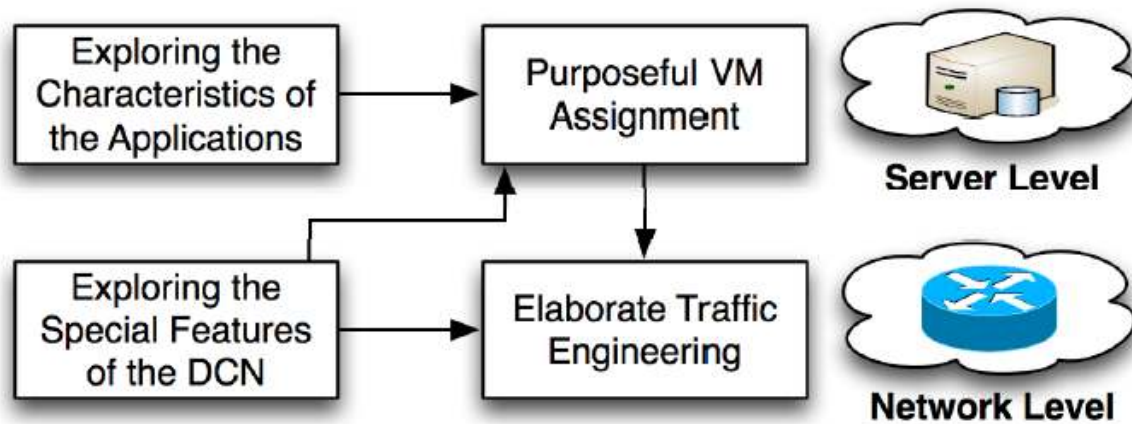 Exploring the
Characteristics of
the Applications
Purposeful VM
Assignment
Server Level
Exploring the
Special Features
of the DCN
Elaborate Traffic
Engineering
Network Level